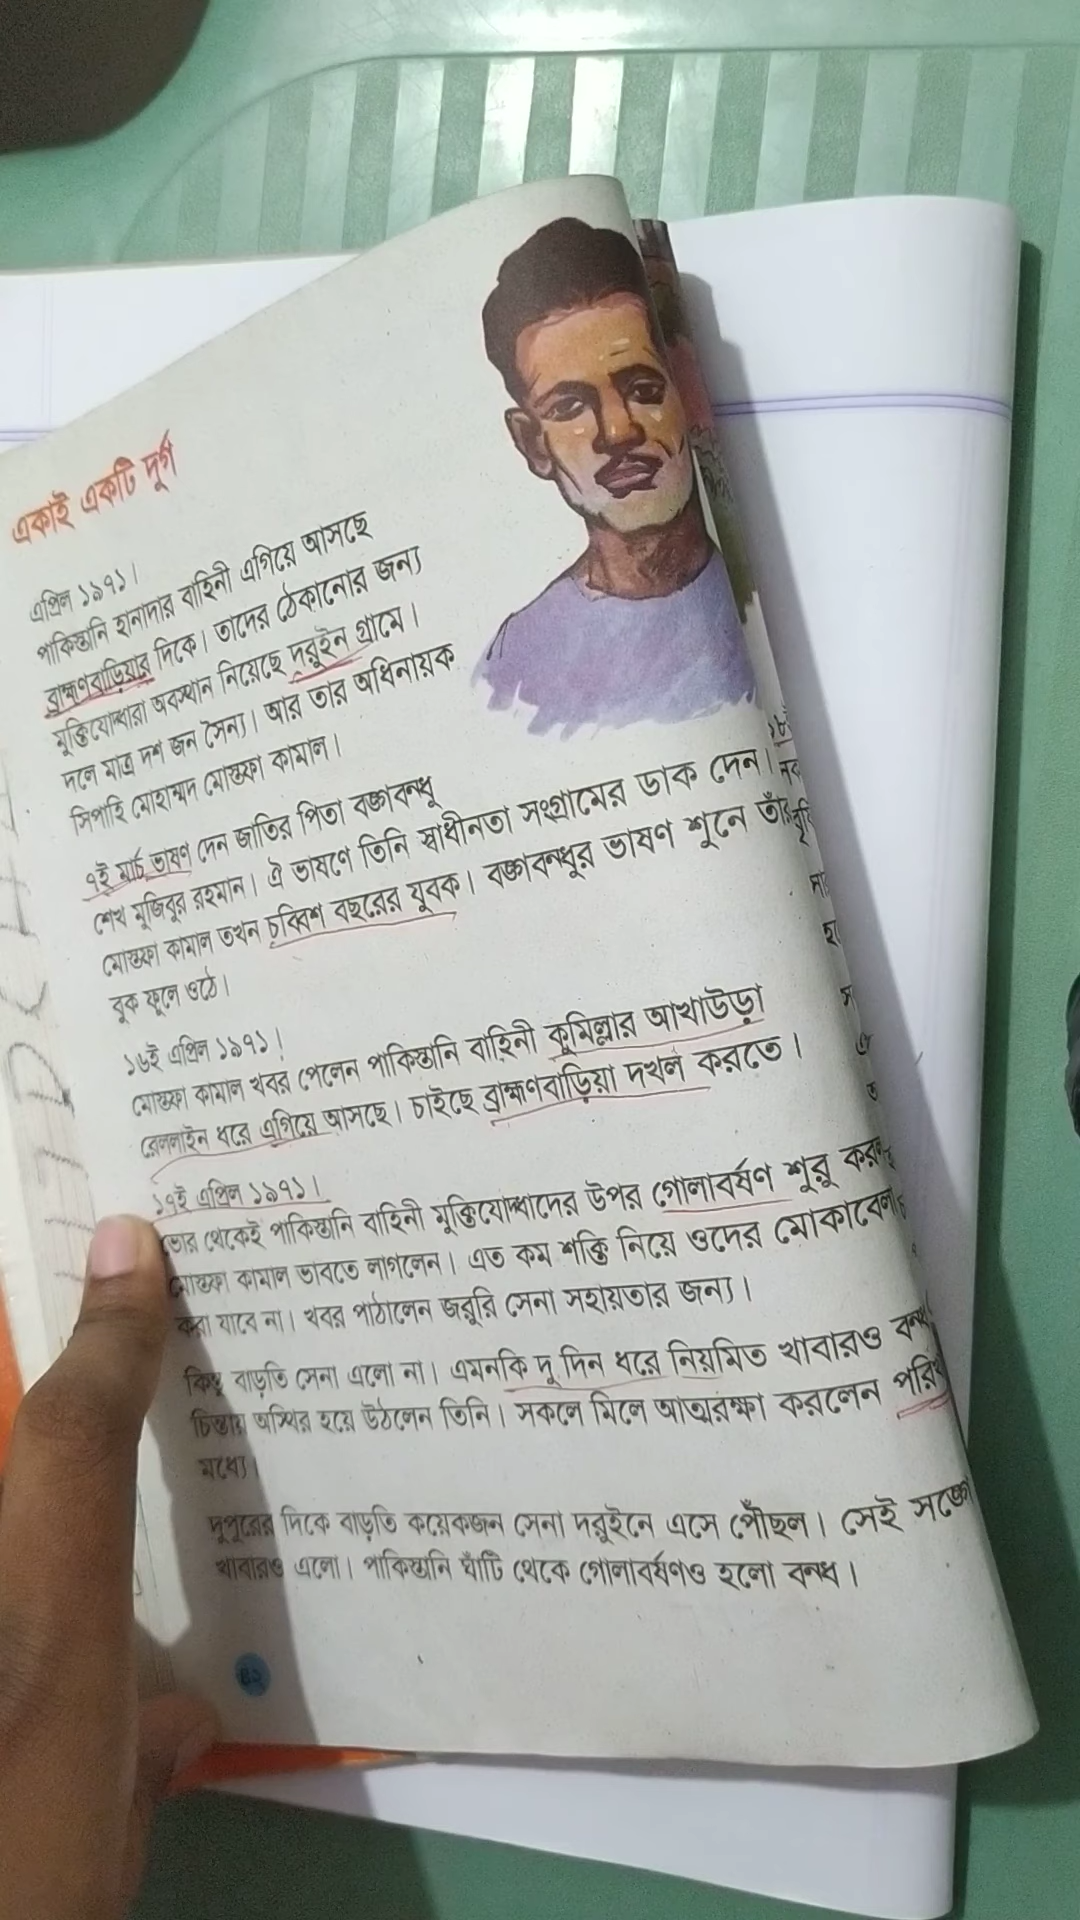 একাই একটি দুর্গ
এপ্রিল ১৯৭১।
পাকিস্তানি হানাদার বাহিনী এগিয়ে আসছে
ব্রাহ্মণবাড়িয়ার দিকে। তাদের ঠেকানোর জন্য
মুক্তিযোদ্ধারা অবস্থান নিয়েছে দরুইন গ্রামে।
দলে মাত্র দশ জন সৈন্য। আর তার অধিনায়ক
সিপাহি মোহাম্মদ মোস্তফা কামাল।
৭ই মার্চ ভাষণ দেন জাতির পিতা বঙ্গবন্ধু
শেখ মুজিবুর রহমান। ঐ ভাষণে তিনি স্বাধীনতা সংগ্রামের ডাক দেন।
মোস্তফা কামাল তখন চব্বিশ বছরের যুবক। বঙ্গবন্ধুর ভাষণ শুনে তাঁর
বুক ফুলে ওঠে।
১৬ই এপ্রিল ১৯৭১।
মোস্তফা কামাল খবর পেলেন পাকিস্তানি বাহিনী কুমিল্লার আখাউড়া
রেললাইন ধরে এগিয়ে আসছে। চাইছে ব্রাহ্মণবাড়িয়া দখল করতে।
১৭ই এপ্রিল ১৯৭১।
ভোর থেকেই পাকিস্তানি বাহিনী মুক্তিযোদ্ধাদের উপর গোলাবর্ষণ শুরু
মোস্তফা কামাল ভাবতে লাগলেন। এত কম শক্তি নিয়ে ওদের মোকাবেলা
করা যাবে না। খবর পাঠালেন জরুরি সেনা সহায়তার জন্য।
কিন্তু বাড়তি সেনা এলো না। এমনকি দু দিন ধরে নিয়মিত খাবারও
চিন্তায় অস্থির হয়ে উঠলেন তিনি। সকলে মিলে আত্মরক্ষা করলেন
মধ্যে।
দুপুরের দিকে বাড়তি কয়েকজন সেনা দরুইনে এসে পৌঁছল। সেই সঙ্গে
খাবারও এলো। পাকিস্তানি ঘাঁটি থেকে গোলাবর্ষণও হলো বন্ধ।